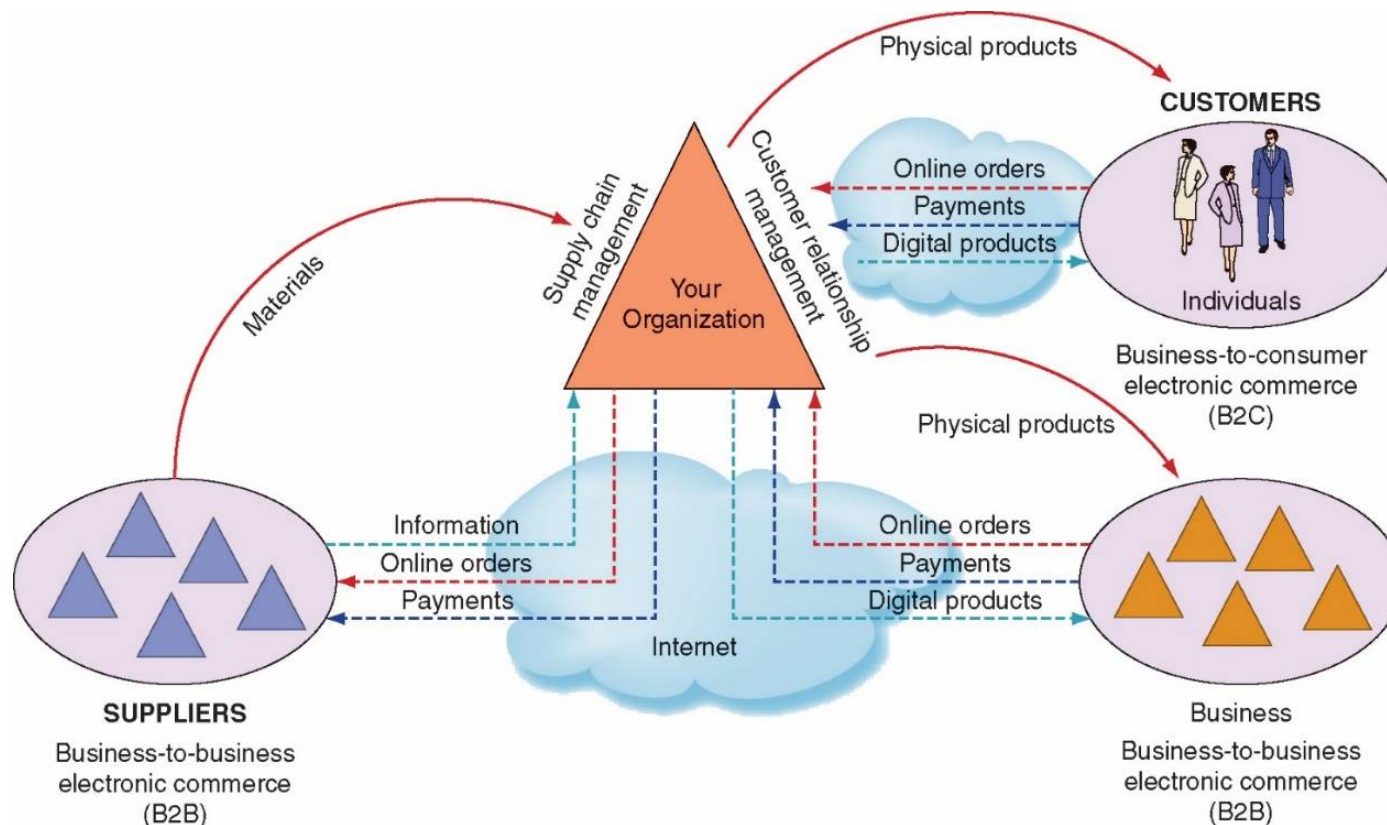 Physical products
CUSTOMERS
Online orders
Payments
Digital products
Individuals
Business-to-consumer
electronic commerce
(B2C)
Supply chain
management
Customer relationship
management
Your
Organization
Materials
Physical products
Information
Online orders
Payments
Internet
Online orders
Payments
Digital products
SUPPLIERS
Business-to-business
electronic commerce
(B2B)
Business
Business-to-business
electronic commerce
(B2B)